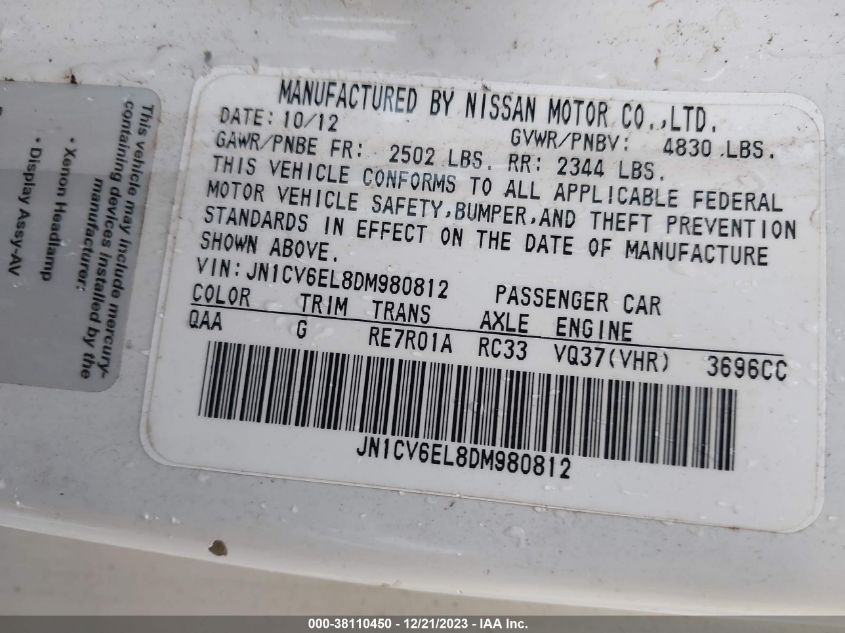 MANUFACTURED BY NISSAN MOTOR CO.,LTD.
DATE: 10/12 GVWR/PNBV: 4830 LBS.
GAWR/PNBE FR: 2502 LBS. RR: 2344 LBS.
THIS VEHICLE CONFORMS TO ALL APPLICABLE FEDERAL
MOTOR VEHICLE SAFETY,BUMPER,AND THEFT PREVENTION
STANDARDS IN EFFECT ON THE DATE OF MANUFACTURE
SHOWN ABOVE.
VIN: JN1CV6EL8DM980812 PASSENGER CAR
COLOR TRIM TRANS AXLE ENGINE
QAA G RE7R01A RC33 VQ37(VHR) 3696CC
JN1CV6EL8DM980812
This vehicle may include mercury-
containing devices installed by the
manufacturer:
• Xenon Headlamp
• Display Assy-AV
000-38110450 - 12/21/2023 - IAA Inc.